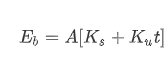 E_b = A[K_s + K_u t]